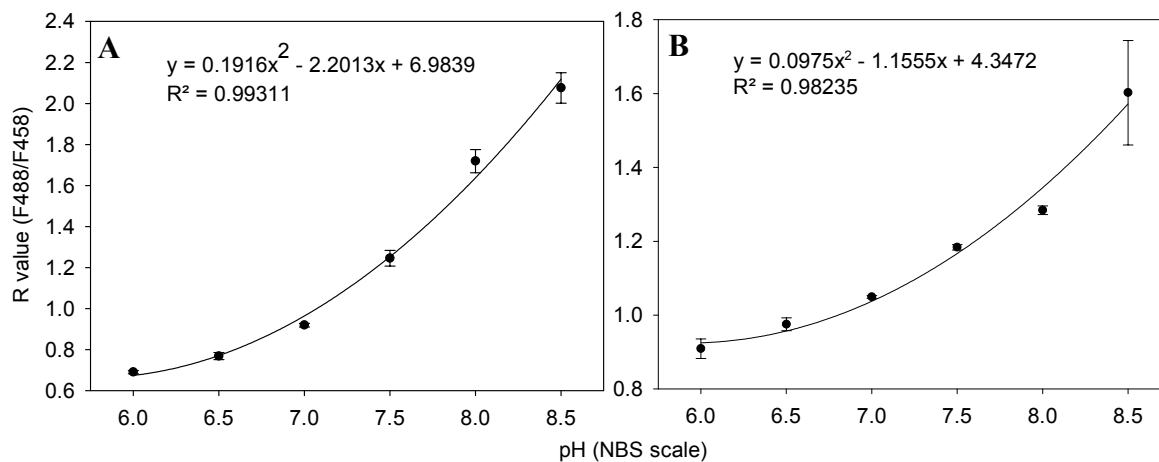 A
y = 0.1916x² - 2.2013x + 6.9839
R² = 0.99311
R value (F488/F458)
2.4
2.2
2.0
1.8
1.6
1.4
1.2
1.0
0.8
0.6
6.0 6.5 7.0 7.5 8.0 8.5
B
y = 0.0975x² - 1.1555x + 4.3472
R² = 0.98235
1.8
1.6
1.4
1.2
1.0
0.8
6.0 6.5 7.0 7.5 8.0 8.5
pH (NBS scale)